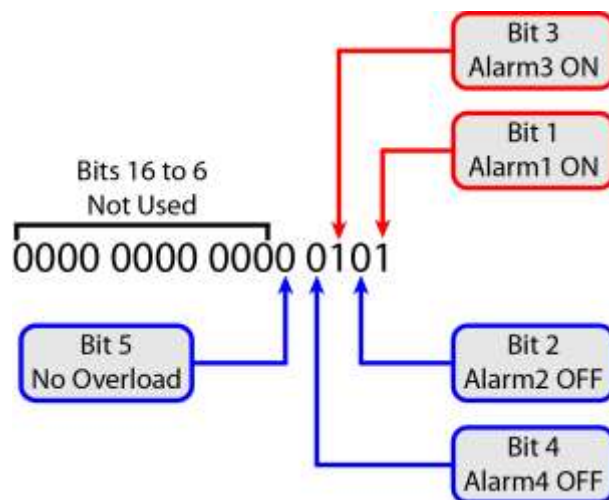 Bit 3
Alarm3 ON
Bit 1
Alarm1 ON
Bits 16 to 6
Not Used
0000 0000 0000 0101
Bit 5
No Overload
Bit 2
Alarm2 OFF
Bit 4
Alarm4 OFF